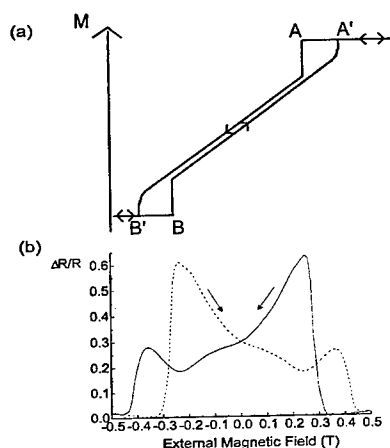 (a)
M
A
A'
B'
B
(b)
ΔR/R
0.6
0.5
0.4
0.3
0.2
0.1
0.0
-0.5 -0.4 -0.3 -0.2 -0.1 0.0 0.1 0.2 0.3 0.4 0.5
External Magnetic Field (T)